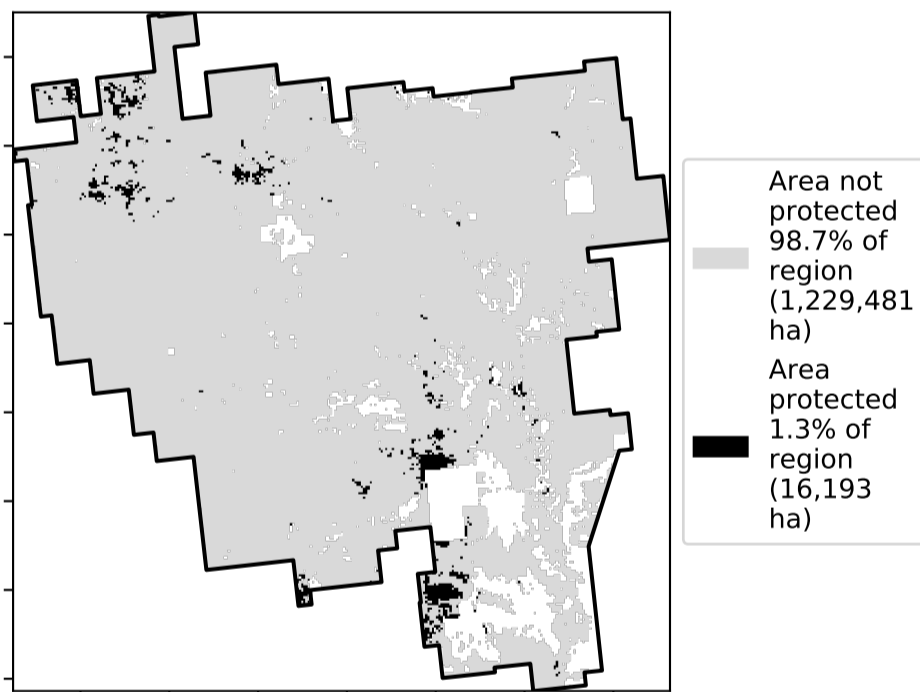 Area not
protected
98.7% of
region
(1,229,481
ha)
Area
protected
1.3% of
region
(16,193
ha)